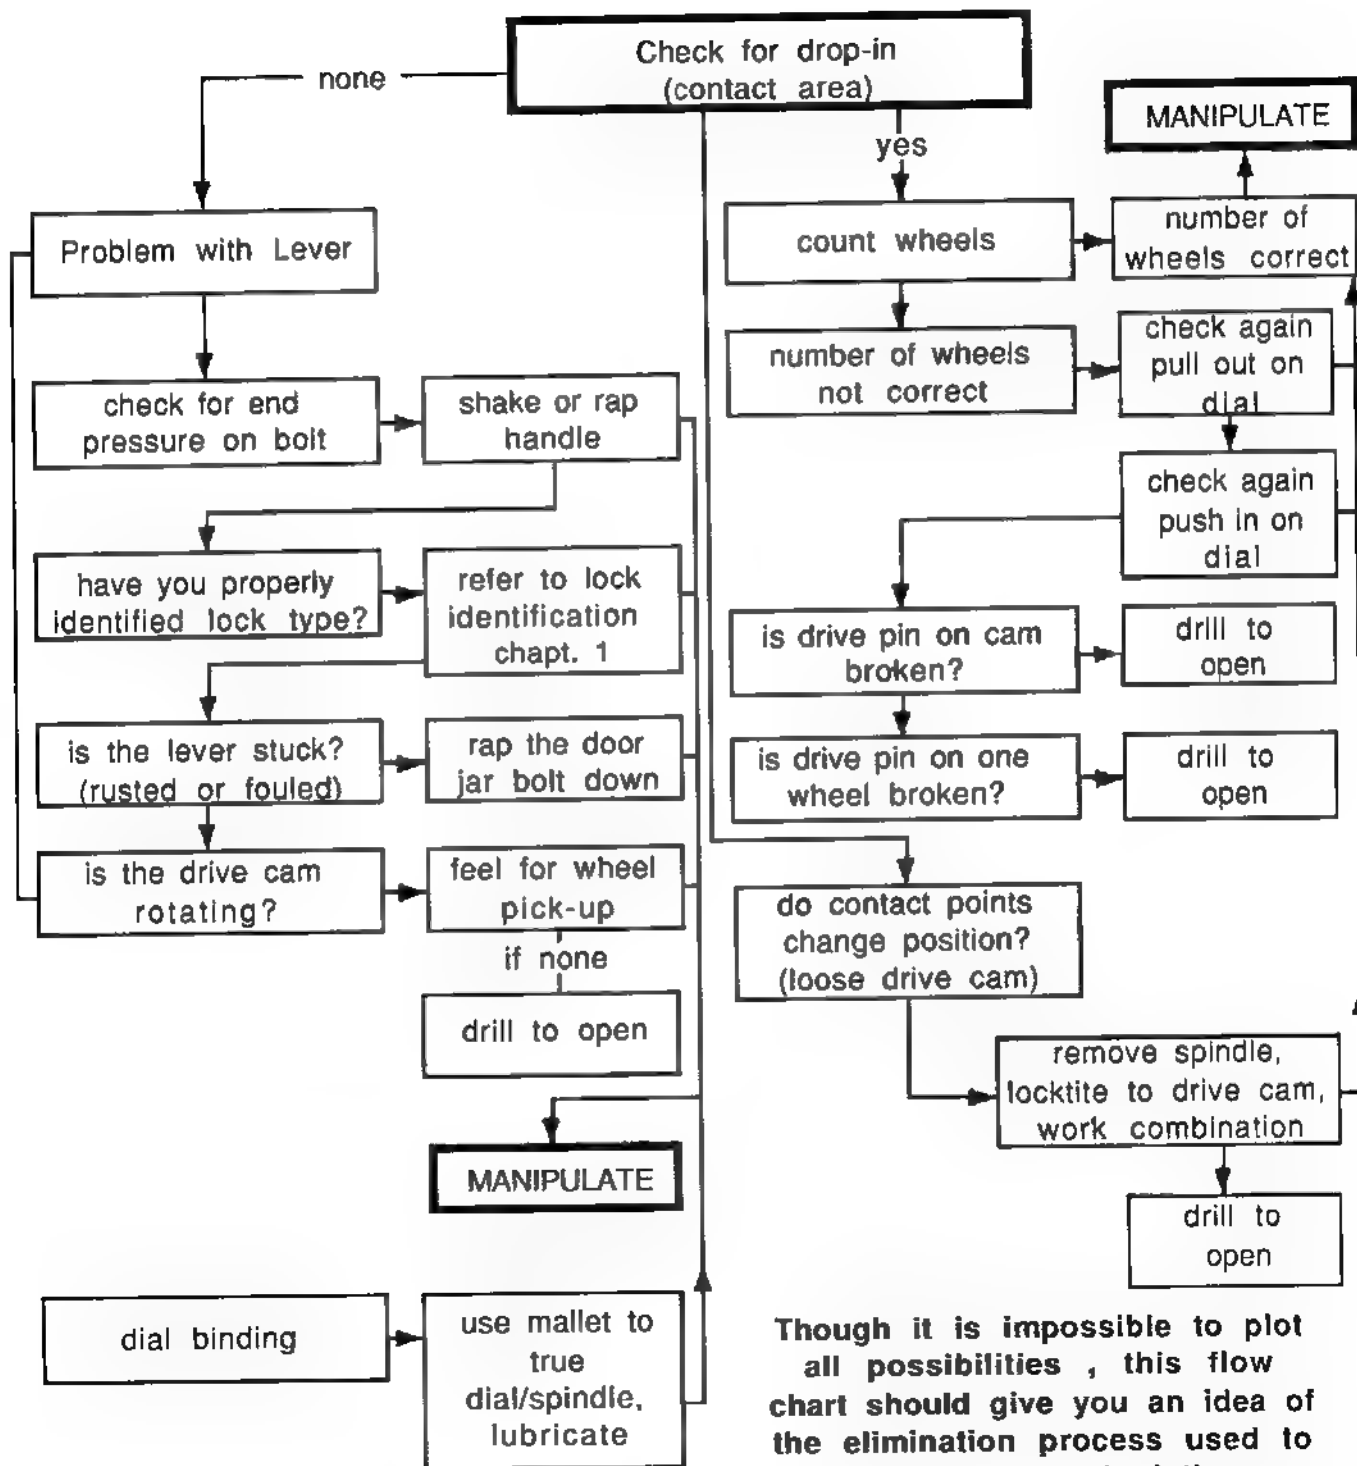 Check for drop-in
(contact area)
none
yes
MANIPULATE
Problem with Lever
count wheels
number of
wheels correct
number of wheels
not correct
check again
pull out on
dial
check for end
pressure on bolt
shake or rap
handle
check again
push in on
dial
have you properly
identified lock type?
refer to lock
identification
chapt. 1
is drive pin on cam
broken?
drill to
open
is the lever stuck?
(rusted or fouled)
rap the door
jar bolt down
is drive pin on one
wheel broken?
drill to
open
is the drive cam
rotating?
feel for wheel
pick-up
if none
drill to open
do contact points
change position?
(loose drive cam)
remove spindle,
locktite to drive cam,
work combination
drill to
open
MANIPULATE
dial binding
use mallet to
true
dial/spindle,
lubricate
Though it is impossible to plot
all possibilities , this flow
chart should give you an idea of
the elimination process used to